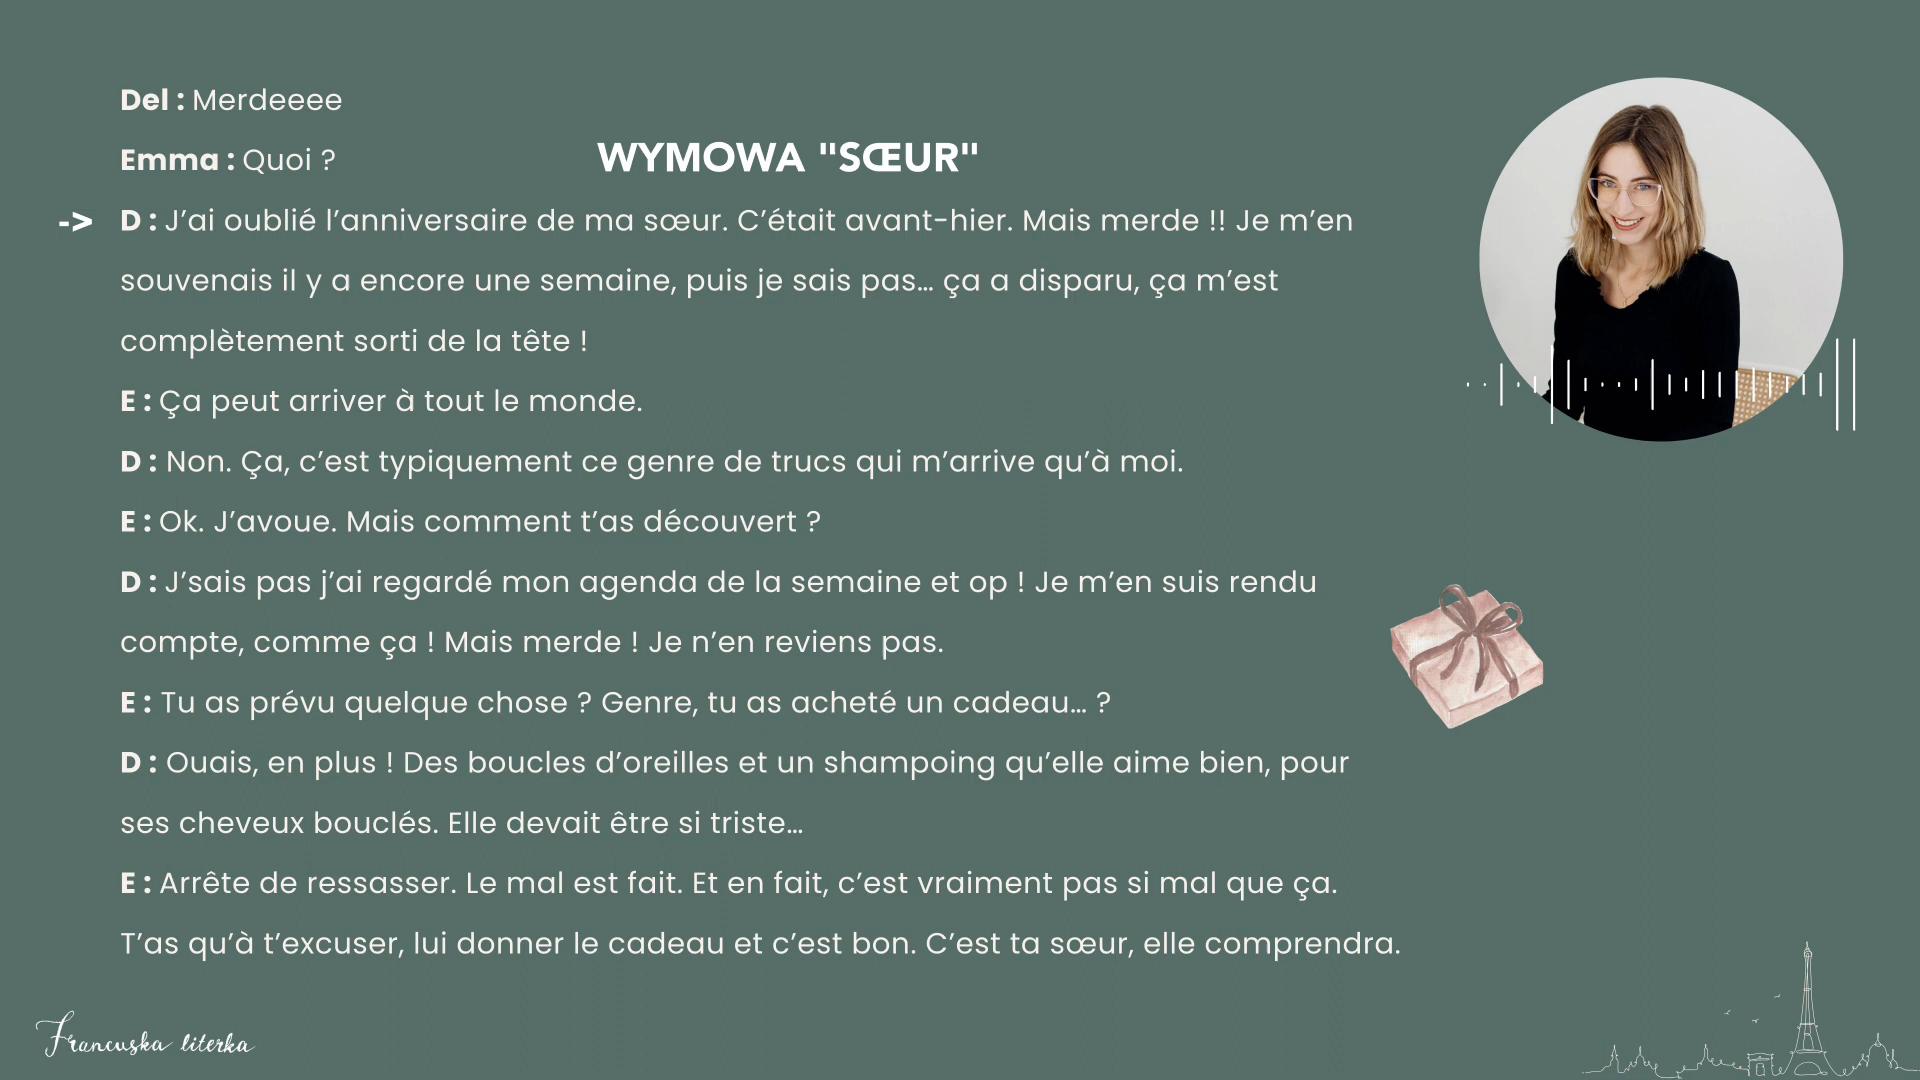 Del : Merdeeee
Emma : Quoi ?
WYMOWA "SŒUR"
-> D : J’ai oublié l’anniversaire de ma sœur. C’était avant-hier. Mais merde !! Je m’en
souvenais il y a encore une semaine, puis je sais pas… ça a disparu, ça m’est
complètement sorti de la tête !
E : Ça peut arriver à tout le monde.
D : Non. Ça, c’est typiquement ce genre de trucs qui m’arrive qu’à moi.
E : Ok. J’avoue. Mais comment t’as découvert ?
D : J’sais pas j’ai regardé mon agenda de la semaine et op ! Je m’en suis rendu
compte, comme ça ! Mais merde ! Je n’en reviens pas.
E : Tu as prévu quelque chose ? Genre, tu as acheté un cadeau… ?
D : Ouais, en plus ! Des boucles d’oreilles et un shampoing qu’elle aime bien, pour
ses cheveux bouclés. Elle devait être si triste…
E : Arrête de ressasser. Le mal est fait. Et en fait, c’est vraiment pas si mal que ça.
T’as qu’à t’excuser, lui donner le cadeau et c’est bon. C’est ta sœur, elle comprendra.
Francuska literka